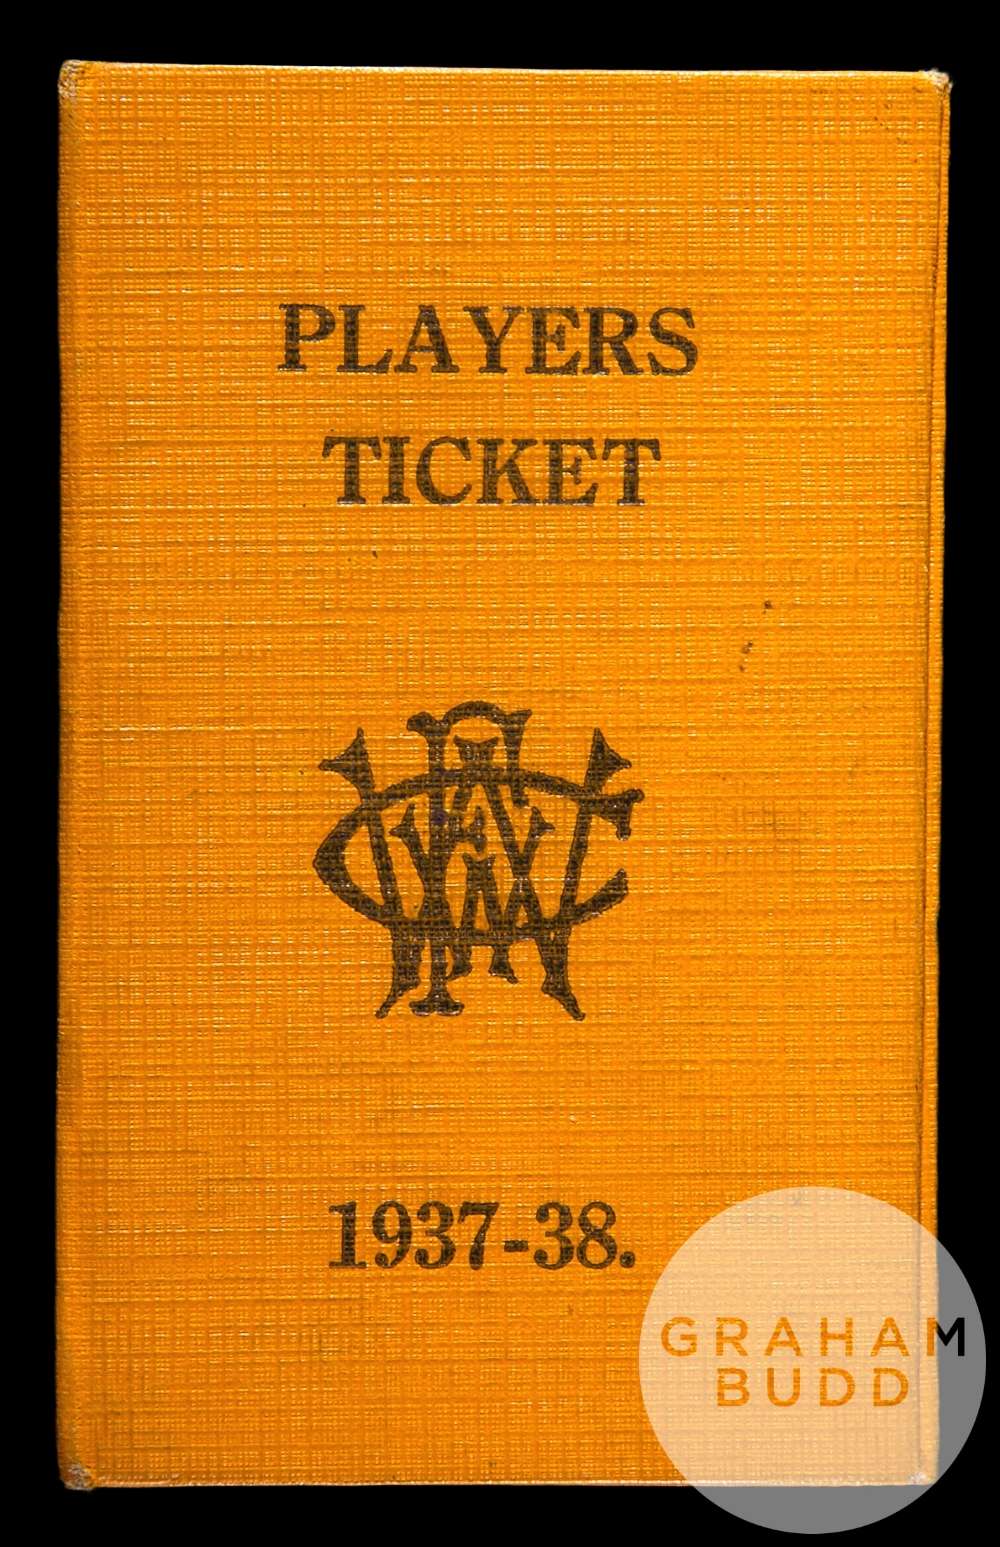 PLAYERS
TICKET
1937-38.
GRAHAM
BUDD